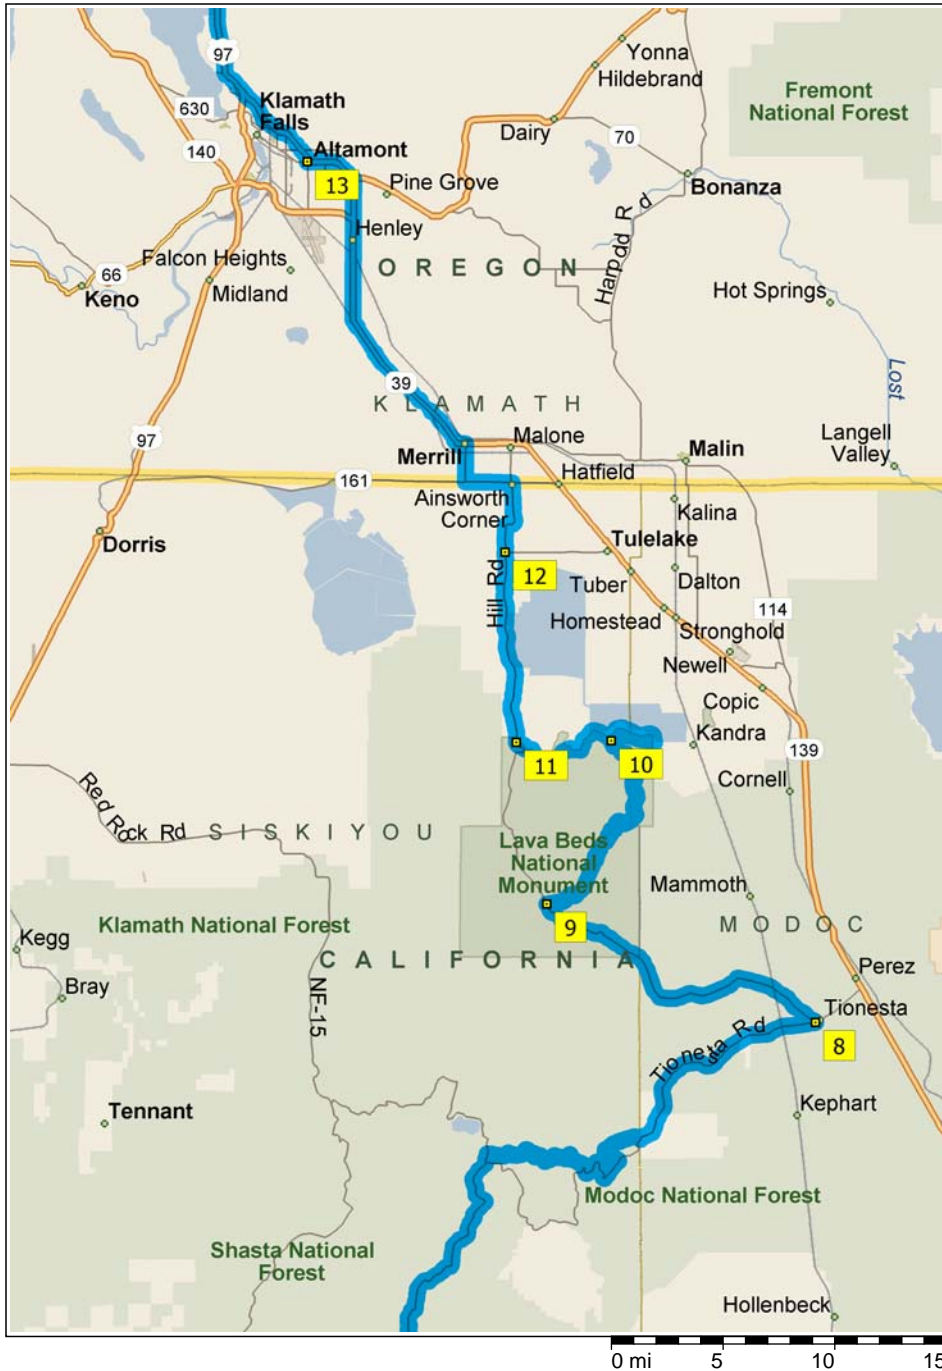 97
Yonna
Hildebrand
Fremont
National Forest
630
Klamath
Falls
Dairy
70
140
Altamont
13
Pine Grove
Bonanza
Henley
Harpdd Rd
Falcon Heights
OREGON
66
Keno
Midland
Hot Springs
Lost
39
KLAMATH
97
Merrill
Malone
Malin
Langell
Valley
161
Hatfield
Ainsworth
Corner
Kalina
Dorris
Tulelake
12
Tuber
Dalton
Hill Rd
Homestead
114
Stronghold
Newell
Copic
11
10
Kandra
139
Cornell
Red Rock Rd
SISKIYOU
Lava Beds
National
Monument
Mammoth
Klamath National Forest
9
MODOC
Kegg
CALIFORNIA
Perez
Bray
NF-15
Tionesta
Tionesta Rd
8
Tennant
Kephart
Modoc National Forest
Shasta National
Forest
Hollenbeck
0 mi 5 10 15